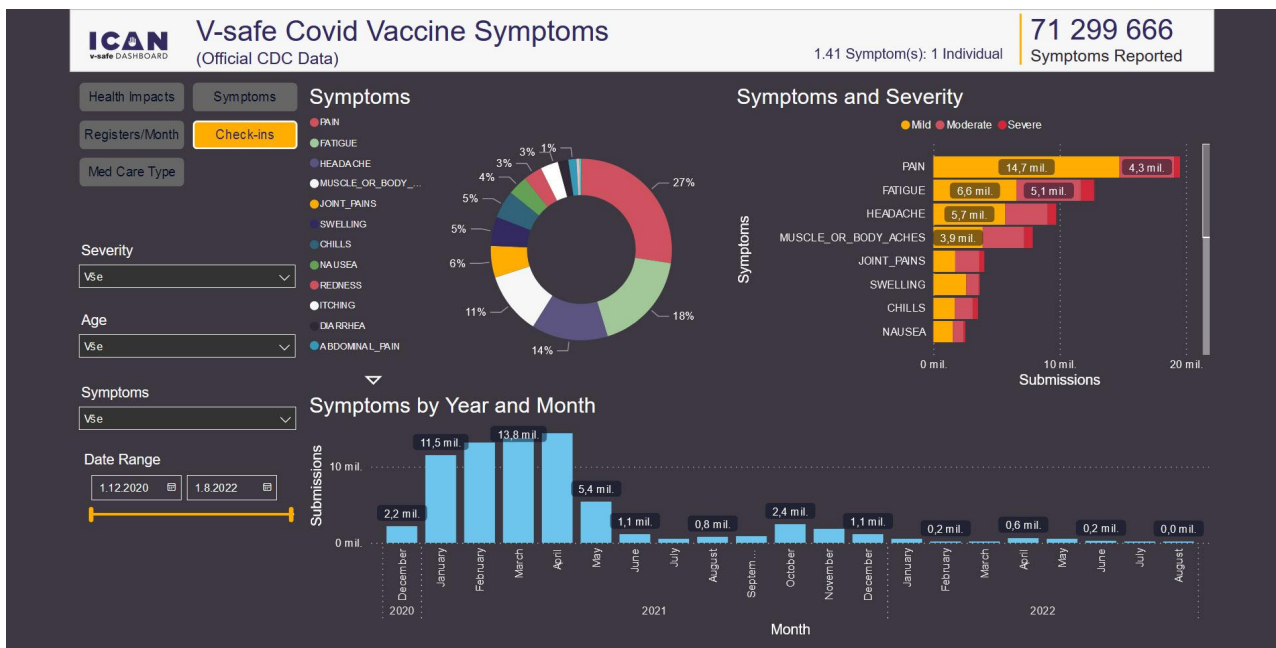 ICAN
v-safe DASHBOARD
V-safe Covid Vaccine Symptoms
(Official CDC Data)
1.41 Symptom(s): 1 Individual
71 299 666
Symptoms Reported
Health Impacts
Symptoms
Registers/Month
Check-ins
Med Care Type
Severity
Vše
Age
Vše
Symptoms
Vše
Date Range
1.12.2020
1.8.2022
Symptoms
PAIN
FATIGUE
HEADACHE
MUSCLE_OR_BODY_...
JOINT_PAINS
SWELLING
CHILLS
NAUSEA
REDNESS
ITCHING
DIARRHEA
ABDOMINAL_PAIN
27%
18%
14%
11%
6%
5%
5%
4%
3%
3%
1%
Symptoms and Severity
Mild Moderate Severe
Symptoms
PAIN 14,7 mil. 4,3 mil.
FATIGUE 6,6 mil. 5,1 mil.
HEADACHE 5,7 mil.
MUSCLE_OR_BODY_ACHES 3,9 mil.
JOINT_PAINS
SWELLING
CHILLS
NAUSEA
0 mil. 10 mil. 20 mil.
Submissions
Symptoms by Year and Month
Submissions
10 mil.
0 mil.
2,2 mil.
11,5 mil.
13,8 mil.
5,4 mil.
1,1 mil.
0,8 mil.
2,4 mil.
1,1 mil.
0,2 mil.
0,6 mil.
0,2 mil.
0,0 mil.
December
January
February
March
April
May
June
July
August
Septem...
October
November
December
January
February
March
April
May
June
July
August
2020
2021
2022
Month